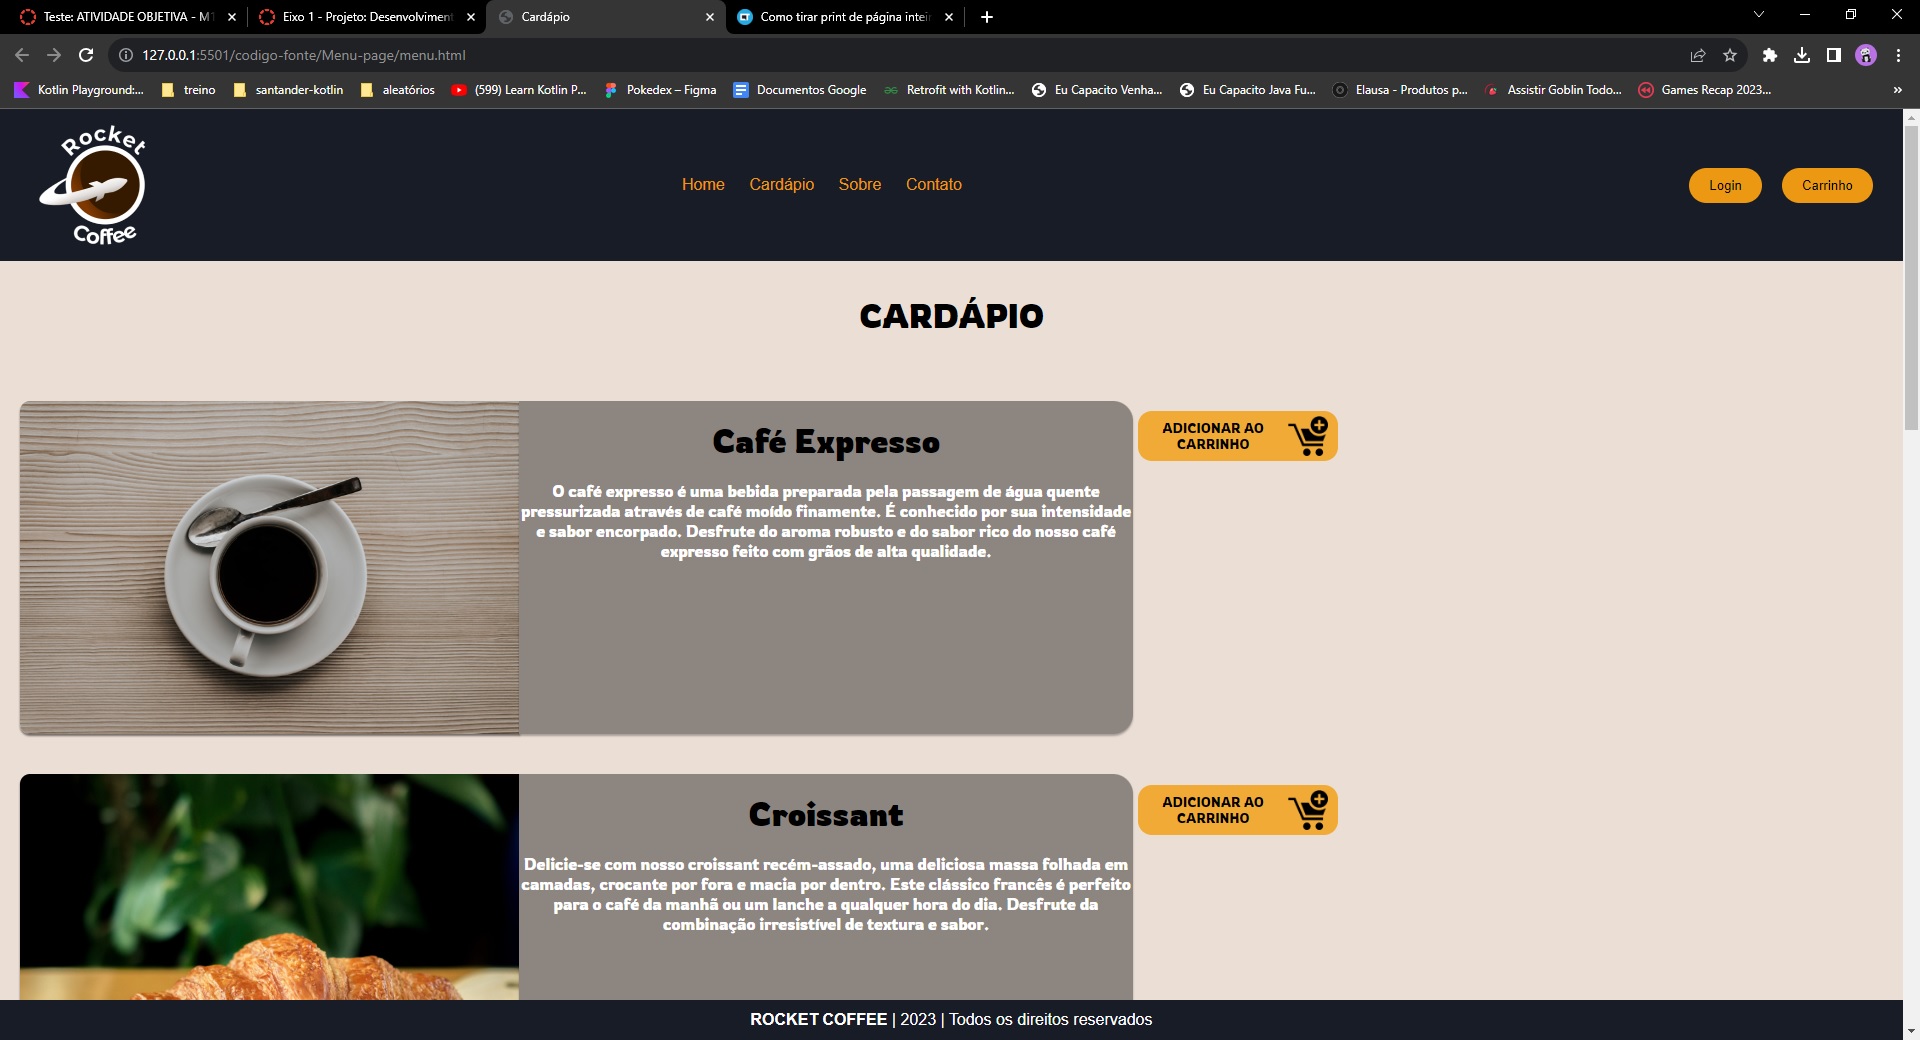 Teste: ATIVIDADE OBJETIVA - M
Eixo 1 - Projeto: Desenvolvimen
Cardápio
Como tirar print de página intei
127.0.0.1:5501/codigo-fonte/Menu-page/menu.html
Kotlin Playground:...
treino
santander-kotlin
aleatórios
(599) Learn Kotlin P...
Pokedex – Figma
Documentos Google
Retrofit with Kotlin...
Eu Capacito Venha...
Eu Capacito Java Fu...
Elausa - Produtos p...
Assistir Goblin Todo...
Games Recap 2023...
»
Rocket
Coffee
Home
Cardápio
Sobre
Contato
Login
Carrinho
CARDÁPIO
Café Expresso
O café expresso é uma bebida preparada pela passagem de água quente
pressurizada através de café moído finamente. É conhecido por sua intensidade
e sabor encorpado. Desfrute do aroma robusto e do sabor rico do nosso café
expresso feito com grãos de alta qualidade.
ADICIONAR AO
CARRINHO
Croissant
Delicie-se com nosso croissant recém-assado, uma deliciosa massa folhada em
camadas, crocante por fora e macia por dentro. Este clássico francês é perfeito
para o café da manhã ou um lanche a qualquer hora do dia. Desfrute da
combinação irresistível de textura e sabor.
ADICIONAR AO
CARRINHO
ROCKET COFFEE | 2023 | Todos os direitos reservados